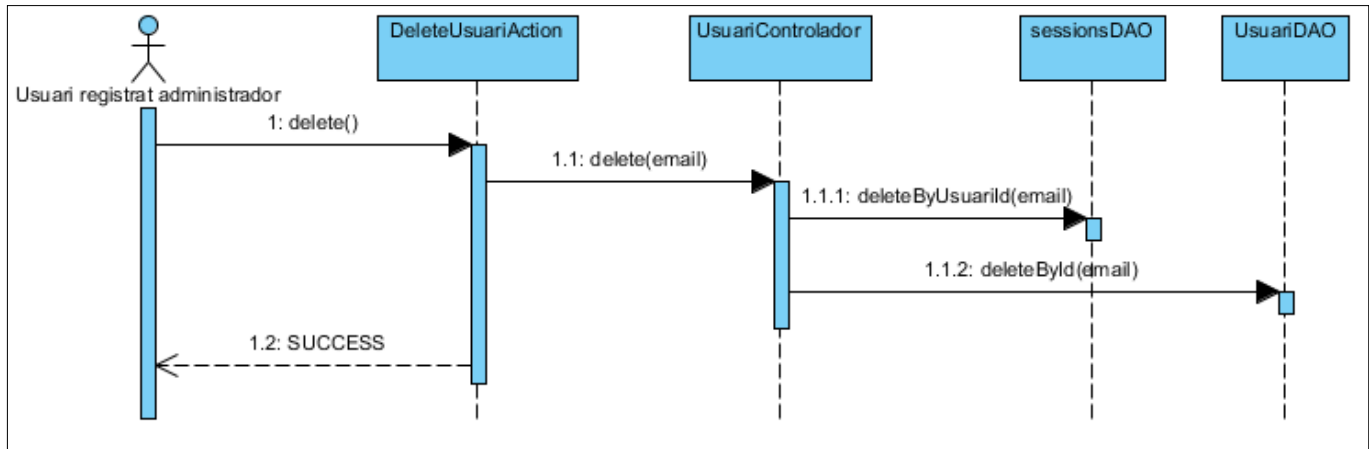 DeleteUsuariAction
UsuariControlador
sessionsDAO
UsuariDAO
Usuari registrat administrador
1: delete()
1.1: delete(email)
1.1.1: deleteByUsuariId(email)
1.1.2: deleteById(email)
1.2: SUCCESS